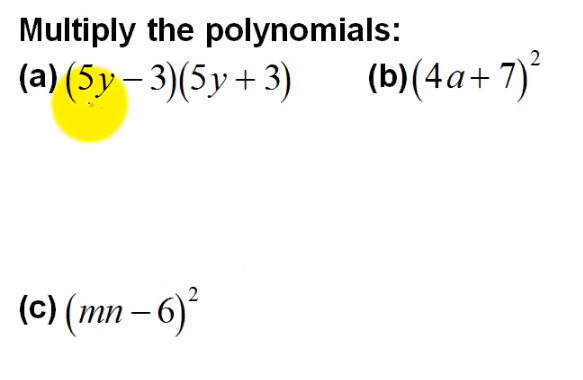 Multiply the polynomials:
(a) (5y – 3)(5y + 3) (b) (4a + 7)²
(c) (mn – 6)²